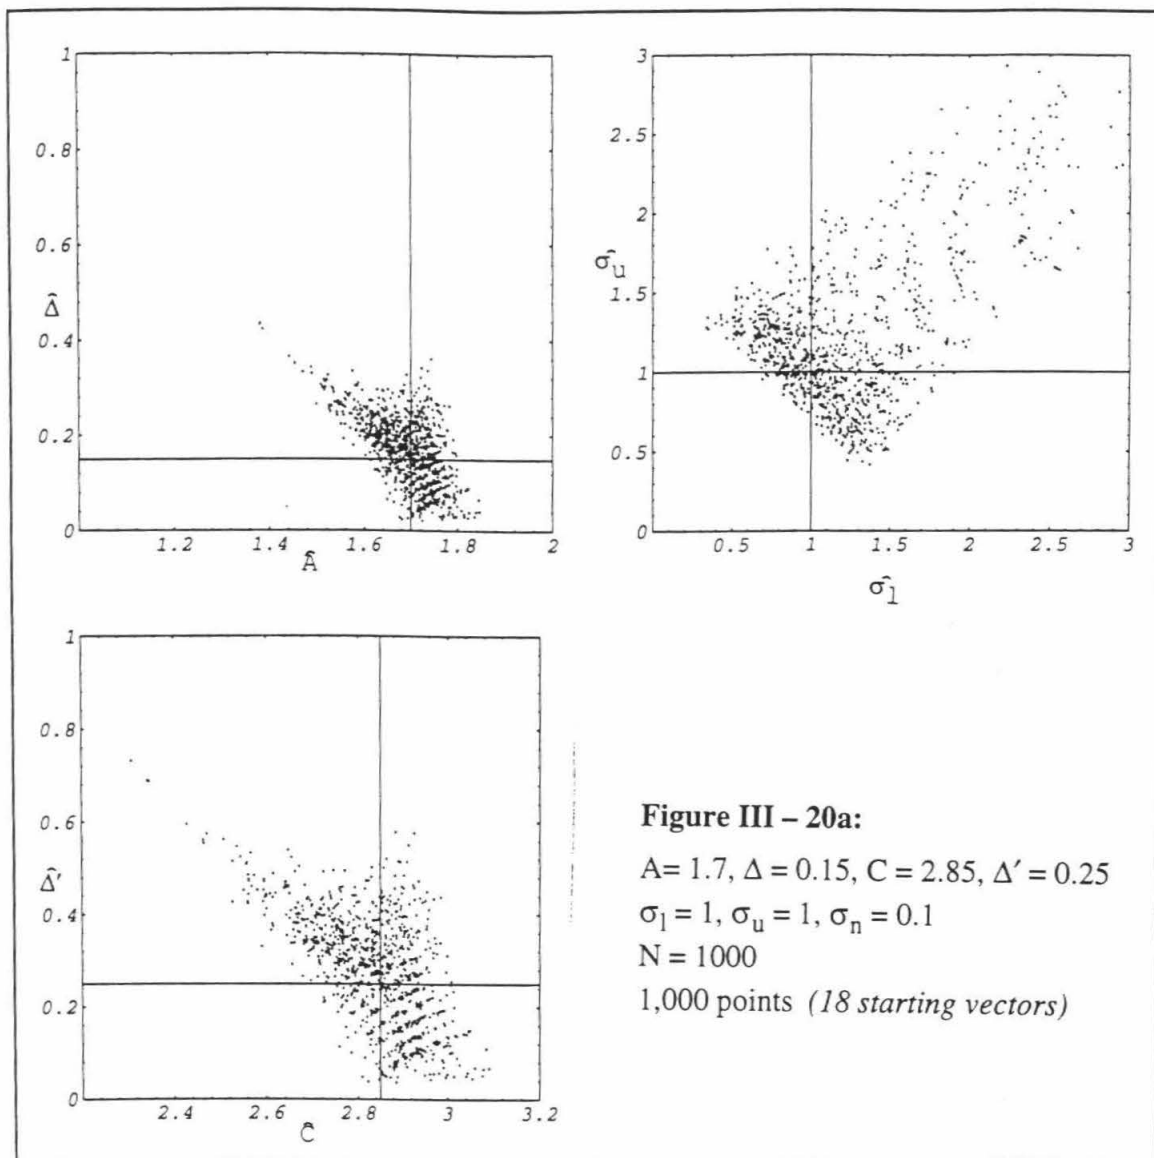 1
0.8
0.6
Δ̂
0.4
0.2
0
1.2 1.4 1.6 1.8 2
Â
3
2.5
2
σ̂u
1.5
1
0.5
0
0.5 1 1.5 2 2.5 3
σ̂l
1
0.8
0.6
Δ̂′
0.4
0.2
0
2.4 2.6 2.8 3 3.2
Ĉ
Figure III – 20a:
A= 1.7, Δ = 0.15, C = 2.85, Δ′ = 0.25
σl = 1, σu = 1, σn = 0.1
N = 1000
1,000 points (18 starting vectors)